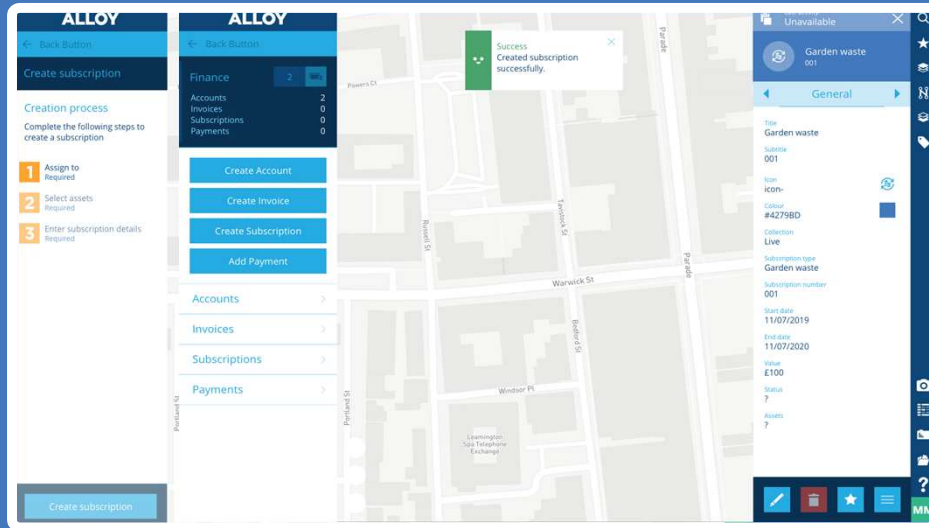 ALLOY
← Back Button
Create subscription
Creation process
Complete the following steps to
create a subscription
1 Assign to
Required
2 Select assets
Required
3 Enter subscription details
Required
Create subscription
ALLOY
← Back Button
Finance 2
Accounts 2
Invoices 0
Subscriptions 0
Payments 0
Create Account
Create Invoice
Create Subscription
Add Payment
Accounts
Invoices
Subscriptions
Payments
Powers Ct
Parade
Russell St
Tavistock St
Warwick St
Parade
Bedford St
Windsor Pl
Portland St
Portland St
Leamington
Spa Telephone
Exchange
Success
Created subscription
successfully.
Unavailable
Garden waste
001
General
Title
Garden waste
Subtitle
001
Icon
icon-
Colour
#4279BD
Collection
Live
Subscription type
Garden waste
Subscription number
001
Start date
11/07/2019
End date
11/07/2020
Value
£100
Status
?
Assets
?
?
MM